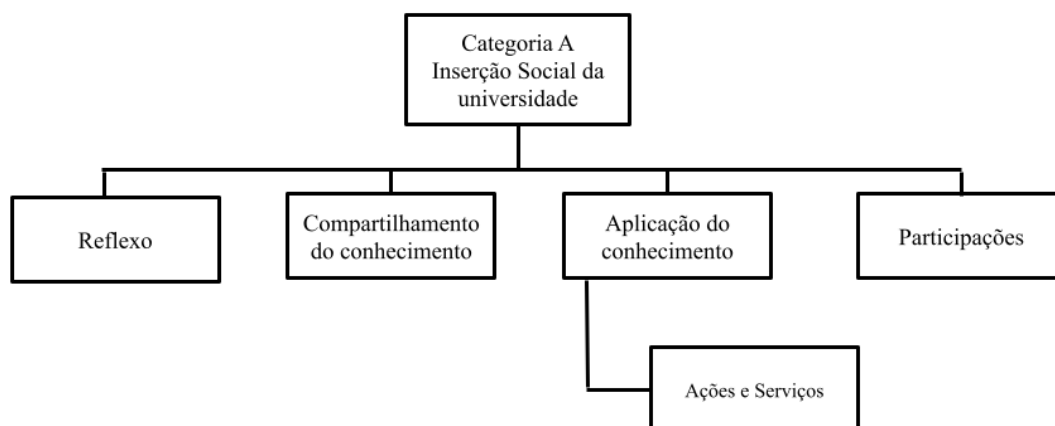 Categoria A
Inserção Social da
universidade
Reflexo
Compartilhamento
do conhecimento
Aplicação do
conhecimento
Participações
Ações e Serviços